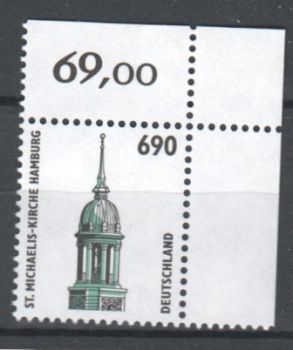 69,00
690
ST. MICHAELIS-KIRCHE HAMBURG
DEUTSCHLAND